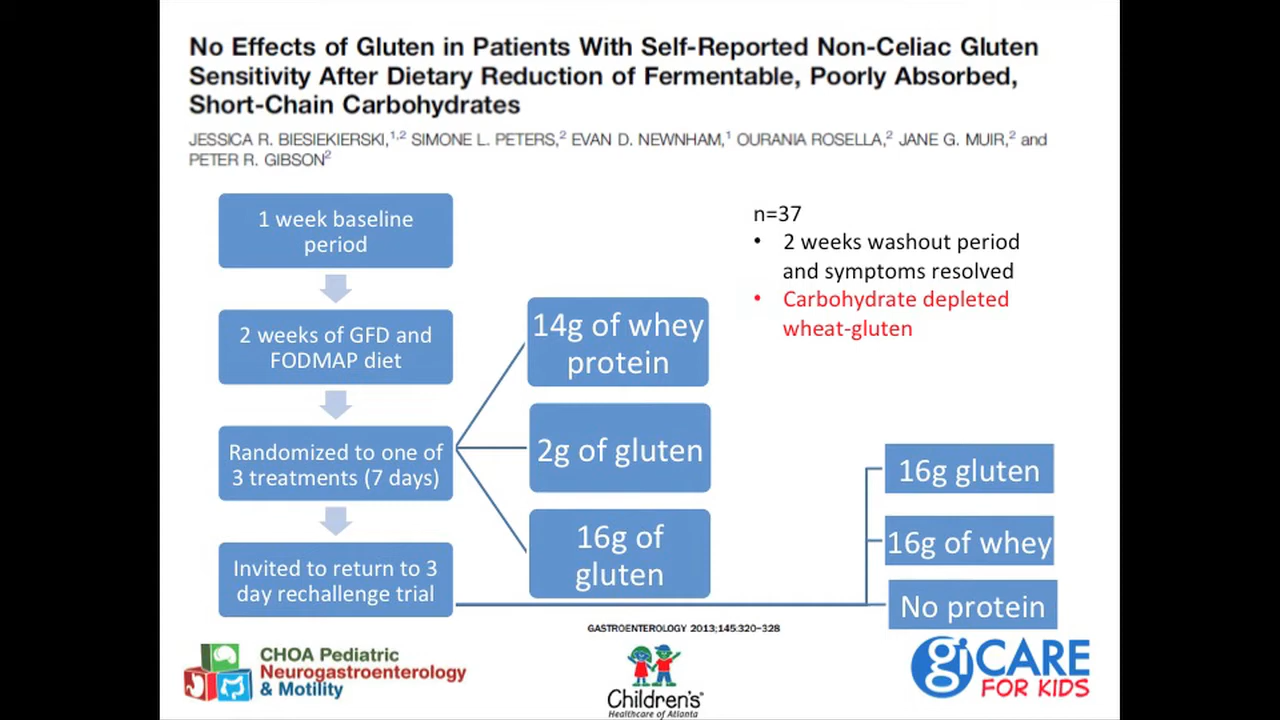 No Effects of Gluten in Patients With Self-Reported Non-Celiac Gluten
Sensitivity After Dietary Reduction of Fermentable, Poorly Absorbed,
Short-Chain Carbohydrates
JESSICA R. BIESIEKIERSKI,1,2 SIMONE L. PETERS,2 EVAN D. NEWNHAM,1 OURANIA ROSELLA,2 JANE G. MUIR,2 and
PETER R. GIBSON2
1 week baseline
period
2 weeks of GFD and
FODMAP diet
Randomized to one of
3 treatments (7 days)
Invited to return to 3
day rechallenge trial
14g of whey
protein
2g of gluten
16g of
gluten
n=37
• 2 weeks washout period
and symptoms resolved
• Carbohydrate depleted
wheat-gluten
16g gluten
16g of whey
No protein
GASTROENTEROLOGY 2013;145:320–328
CHOA Pediatric
Neurogastroenterology
& Motility
Children's
Healthcare of Atlanta
gi CARE
FOR KIDS